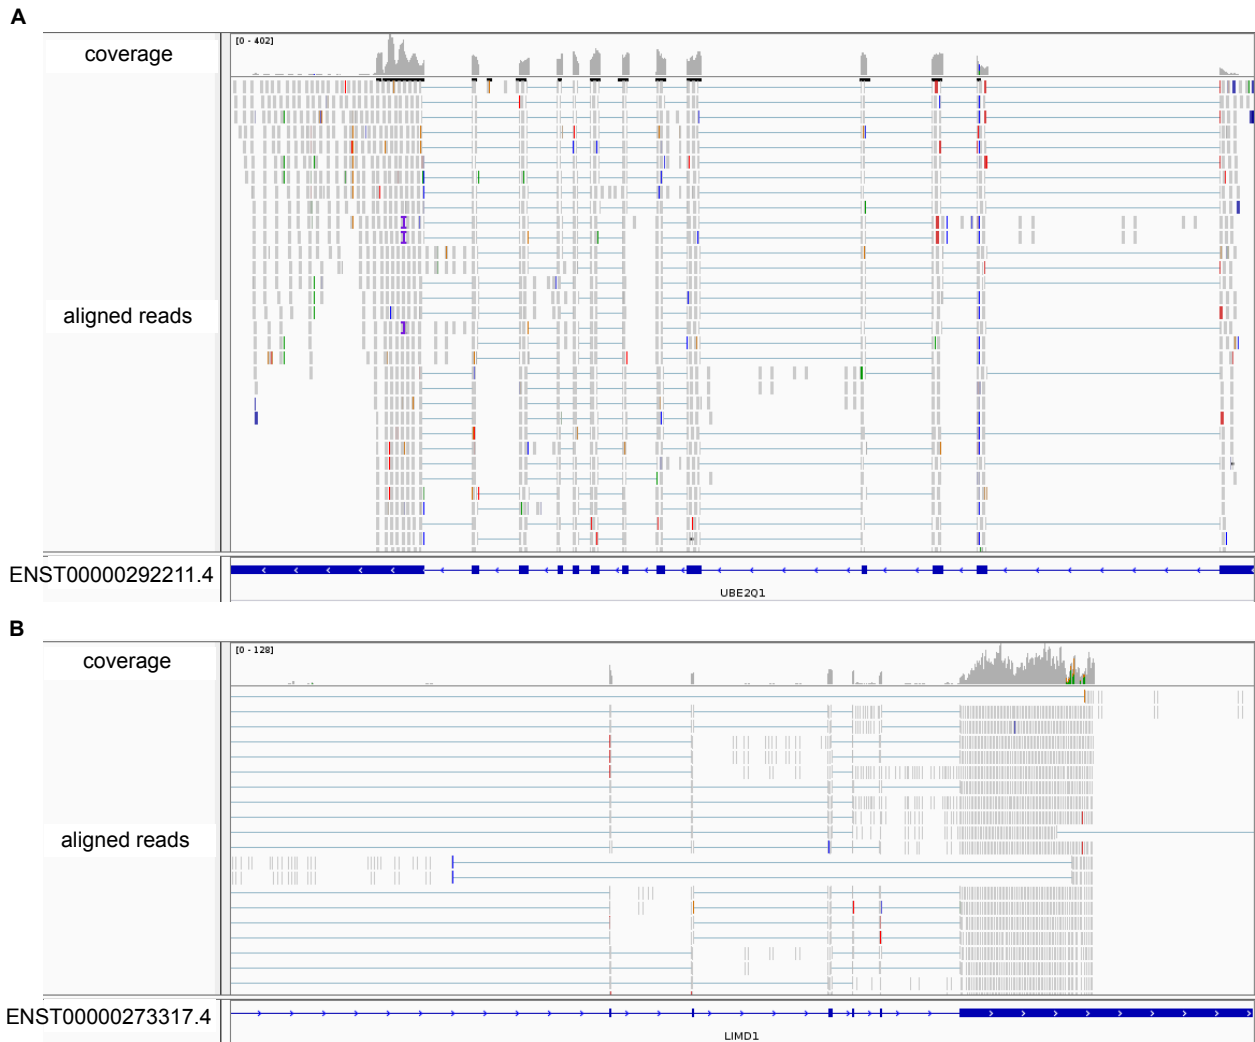 A
coverage
[0 - 402]
aligned reads
ENST00000292211.4
UBE2Q1
B
coverage
[0 - 128]
aligned reads
ENST00000273317.4
LIMD1